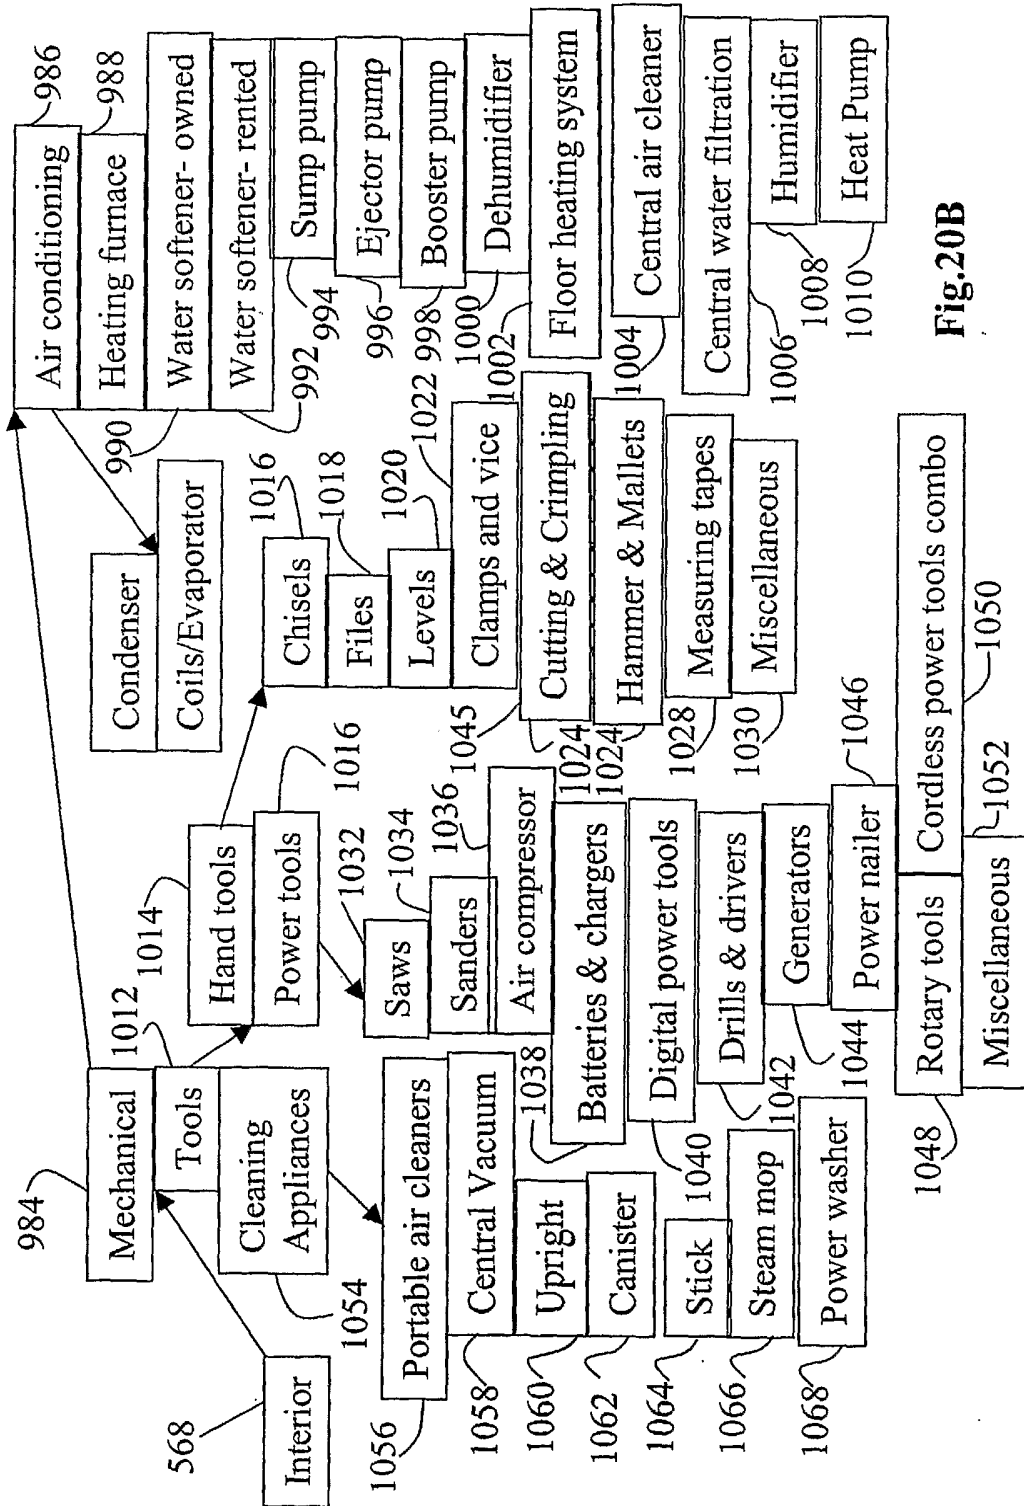 984
Mechanical
1012
Tools
Cleaning
Appliances
1054
568
Interior
986
Air conditioning
988
Heating furnace
990
Water softener- owned
Water softener- rented
992
Sump pump
994
Ejector pump
996
Booster pump
998
Dehumidifier
1000
Floor heating system
1002
Central air cleaner
1004
Central water filtration
1006
Humidifier
1008
Heat Pump
1010
Condenser
Coils/Evaporator
1014
Hand tools
Power tools
1016
1016
Chisels
1018
Files
1020
Levels
1022
Clamps and vice
1045
Cutting & Crimpling
1024
Hammer & Mallets
1024
Measuring tapes
1028
Miscellaneous
1030
1032
Saws
1034
Sanders
1036
Air compressor
1038
Batteries & chargers
Digital power tools
1040
Drills & drivers
1042
Generators
1044
Power nailer
1046
Rotary tools
1048
Cordless power tools combo
1050
Miscellaneous
1052
Portable air cleaners
1056
Central Vacuum
1058
Upright
1060
Canister
1062
Stick
1064
Steam mop
1066
Power washer
1068
Fig.20B